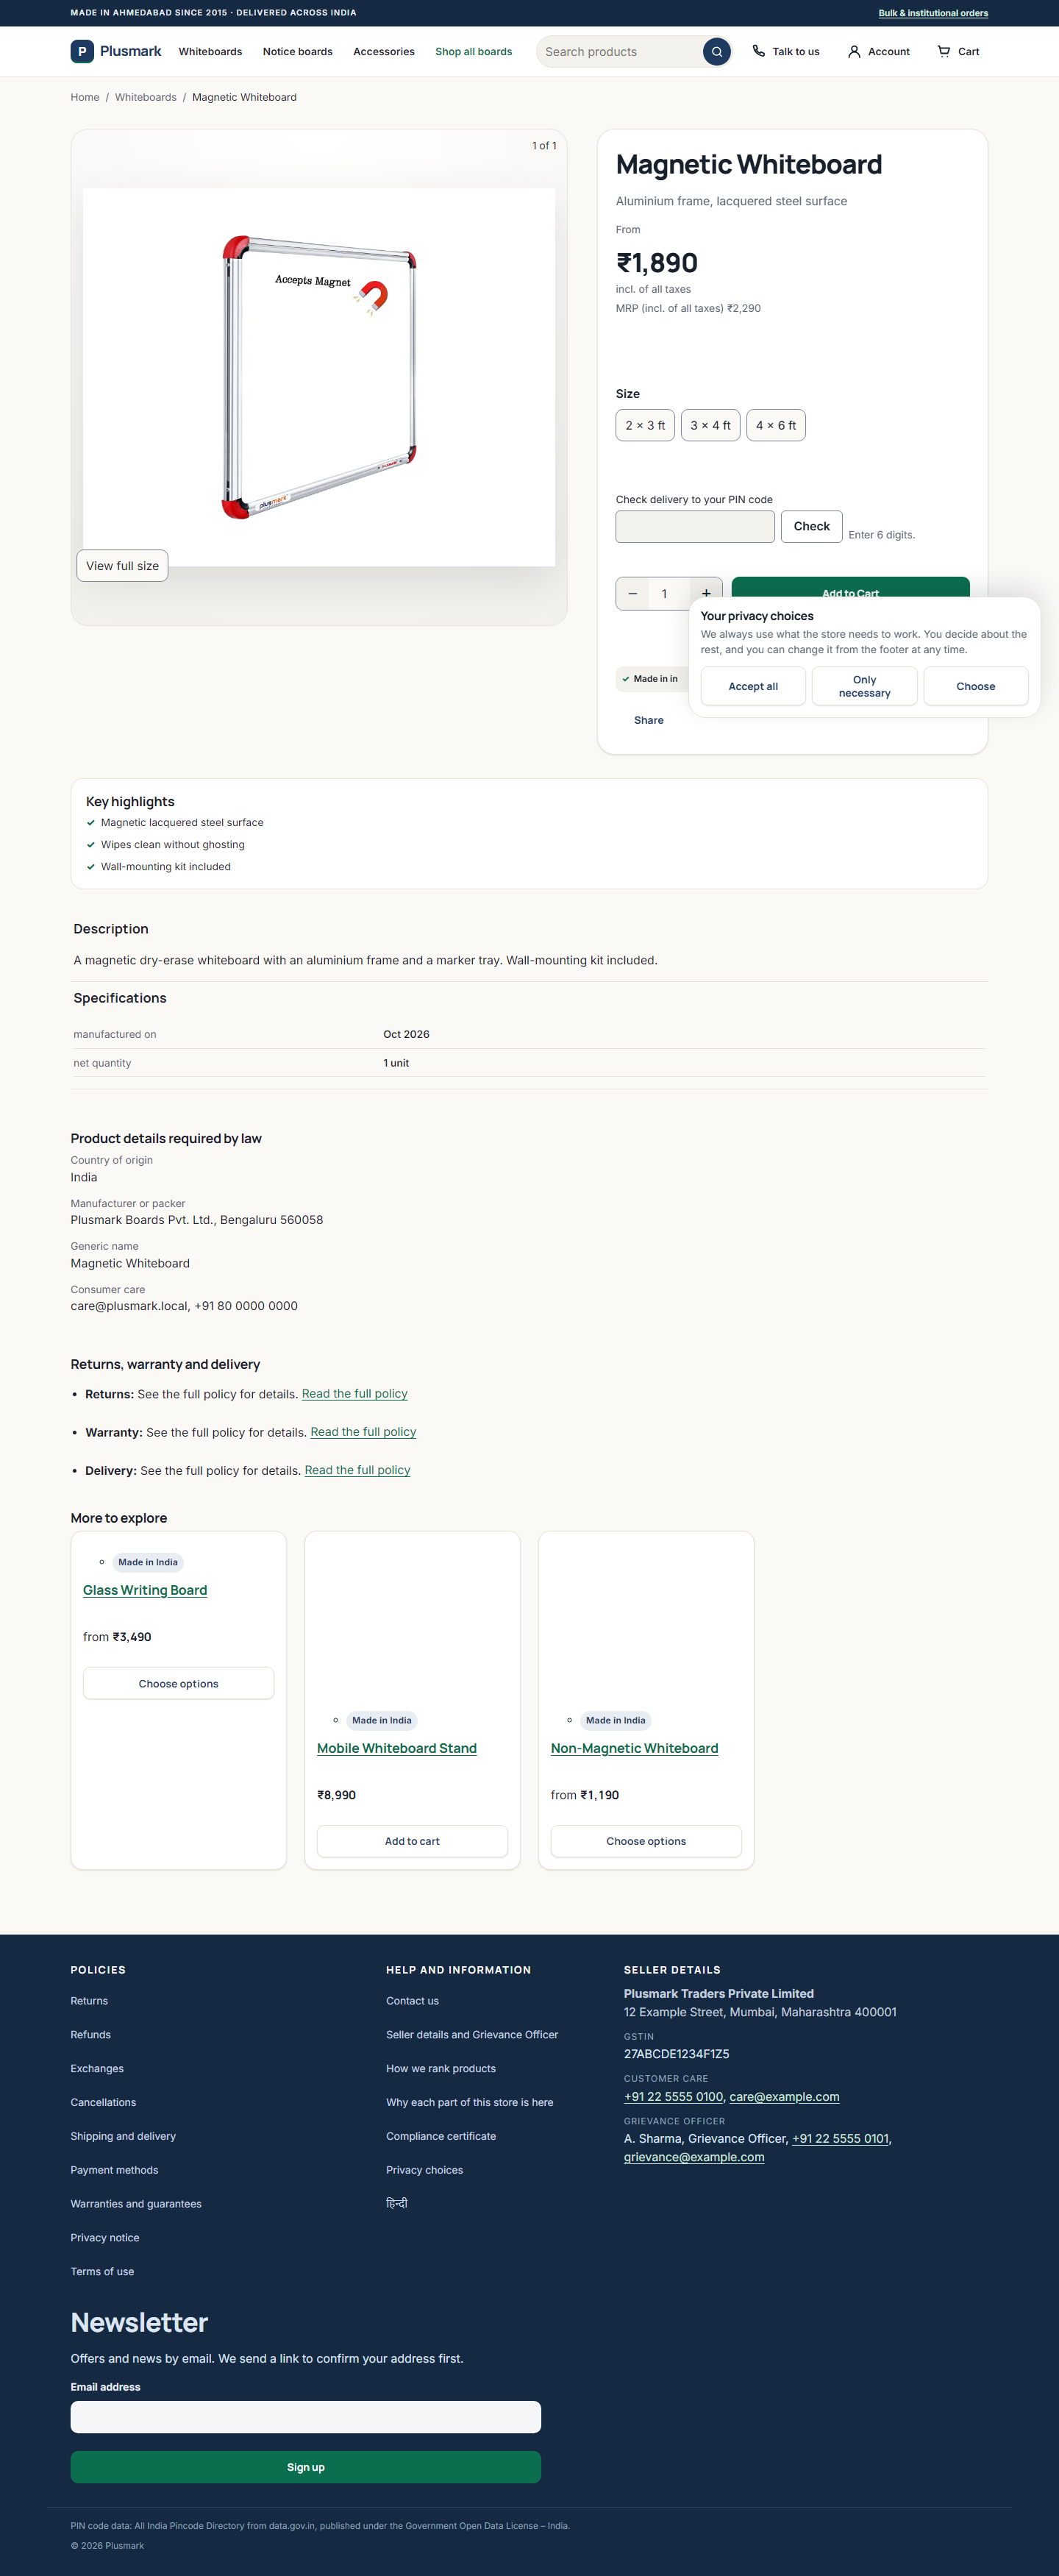 MADE IN AHMEDABAD SINCE 2015 · DELIVERED ACROSS INDIA
Bulk & institutional orders
P Plusmark
Whiteboards
Notice boards
Accessories
Shop all boards
Search products
Talk to us
Account
Cart
Home / Whiteboards / Magnetic Whiteboard
1 of 1
Accepts Magnet
plusmark
View full size
Magnetic Whiteboard
Aluminium frame, lacquered steel surface
From
₹1,890
incl. of all taxes
MRP (incl. of all taxes) ₹2,290
Size
2 × 3 ft
3 × 4 ft
4 × 6 ft
Check delivery to your PIN code
Check
Enter 6 digits.
− 1 +
Add to Cart
✓ Made in in
Share
Your privacy choices
We always use what the store needs to work. You decide about the
rest, and you can change it from the footer at any time.
Accept all
Only
necessary
Choose
Key highlights
✓ Magnetic lacquered steel surface
✓ Wipes clean without ghosting
✓ Wall-mounting kit included
Description
A magnetic dry-erase whiteboard with an aluminium frame and a marker tray. Wall-mounting kit included.
Specifications
manufactured on Oct 2026
net quantity 1 unit
Product details required by law
Country of origin
India
Manufacturer or packer
Plusmark Boards Pvt. Ltd., Bengaluru 560058
Generic name
Magnetic Whiteboard
Consumer care
care@plusmark.local, +91 80 0000 0000
Returns, warranty and delivery
• Returns: See the full policy for details. Read the full policy
• Warranty: See the full policy for details. Read the full policy
• Delivery: See the full policy for details. Read the full policy
More to explore
Made in India
Glass Writing Board
from ₹3,490
Choose options
Made in India
Mobile Whiteboard Stand
₹8,990
Add to cart
Made in India
Non-Magnetic Whiteboard
from ₹1,190
Choose options
POLICIES
Returns
Refunds
Exchanges
Cancellations
Shipping and delivery
Payment methods
Warranties and guarantees
Privacy notice
Terms of use
HELP AND INFORMATION
Contact us
Seller details and Grievance Officer
How we rank products
Why each part of this store is here
Compliance certificate
Privacy choices
हिन्दी
SELLER DETAILS
Plusmark Traders Private Limited
12 Example Street, Mumbai, Maharashtra 400001
GSTIN
27ABCDE1234F1Z5
CUSTOMER CARE
+91 22 5555 0100, care@example.com
GRIEVANCE OFFICER
A. Sharma, Grievance Officer, +91 22 5555 0101,
grievance@example.com
Newsletter
Offers and news by email. We send a link to confirm your address first.
Email address
Sign up
PIN code data: All India Pincode Directory from data.gov.in, published under the Government Open Data License – India.
© 2026 Plusmark